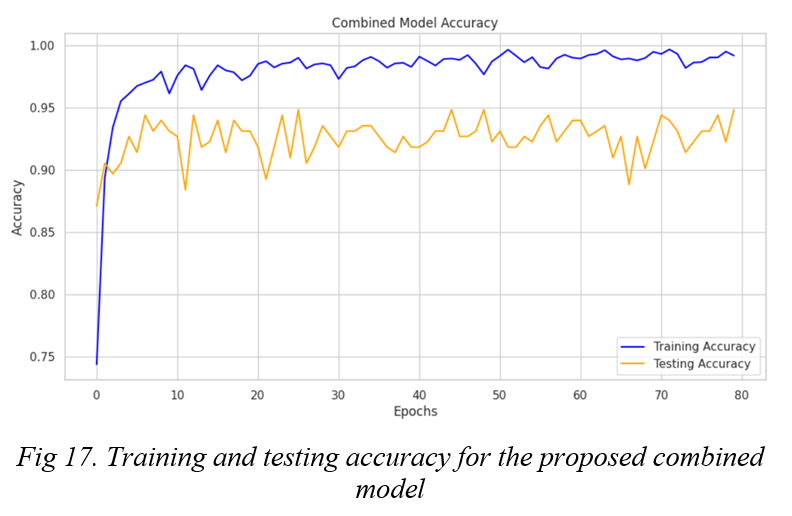 Combined Model Accuracy
1.00
0.95
0.90
0.85
0.80
0.75
Accuracy
0 10 20 30 40 50 60 70 80
Epochs
Training Accuracy
Testing Accuracy
Fig 17. Training and testing accuracy for the proposed combined
model